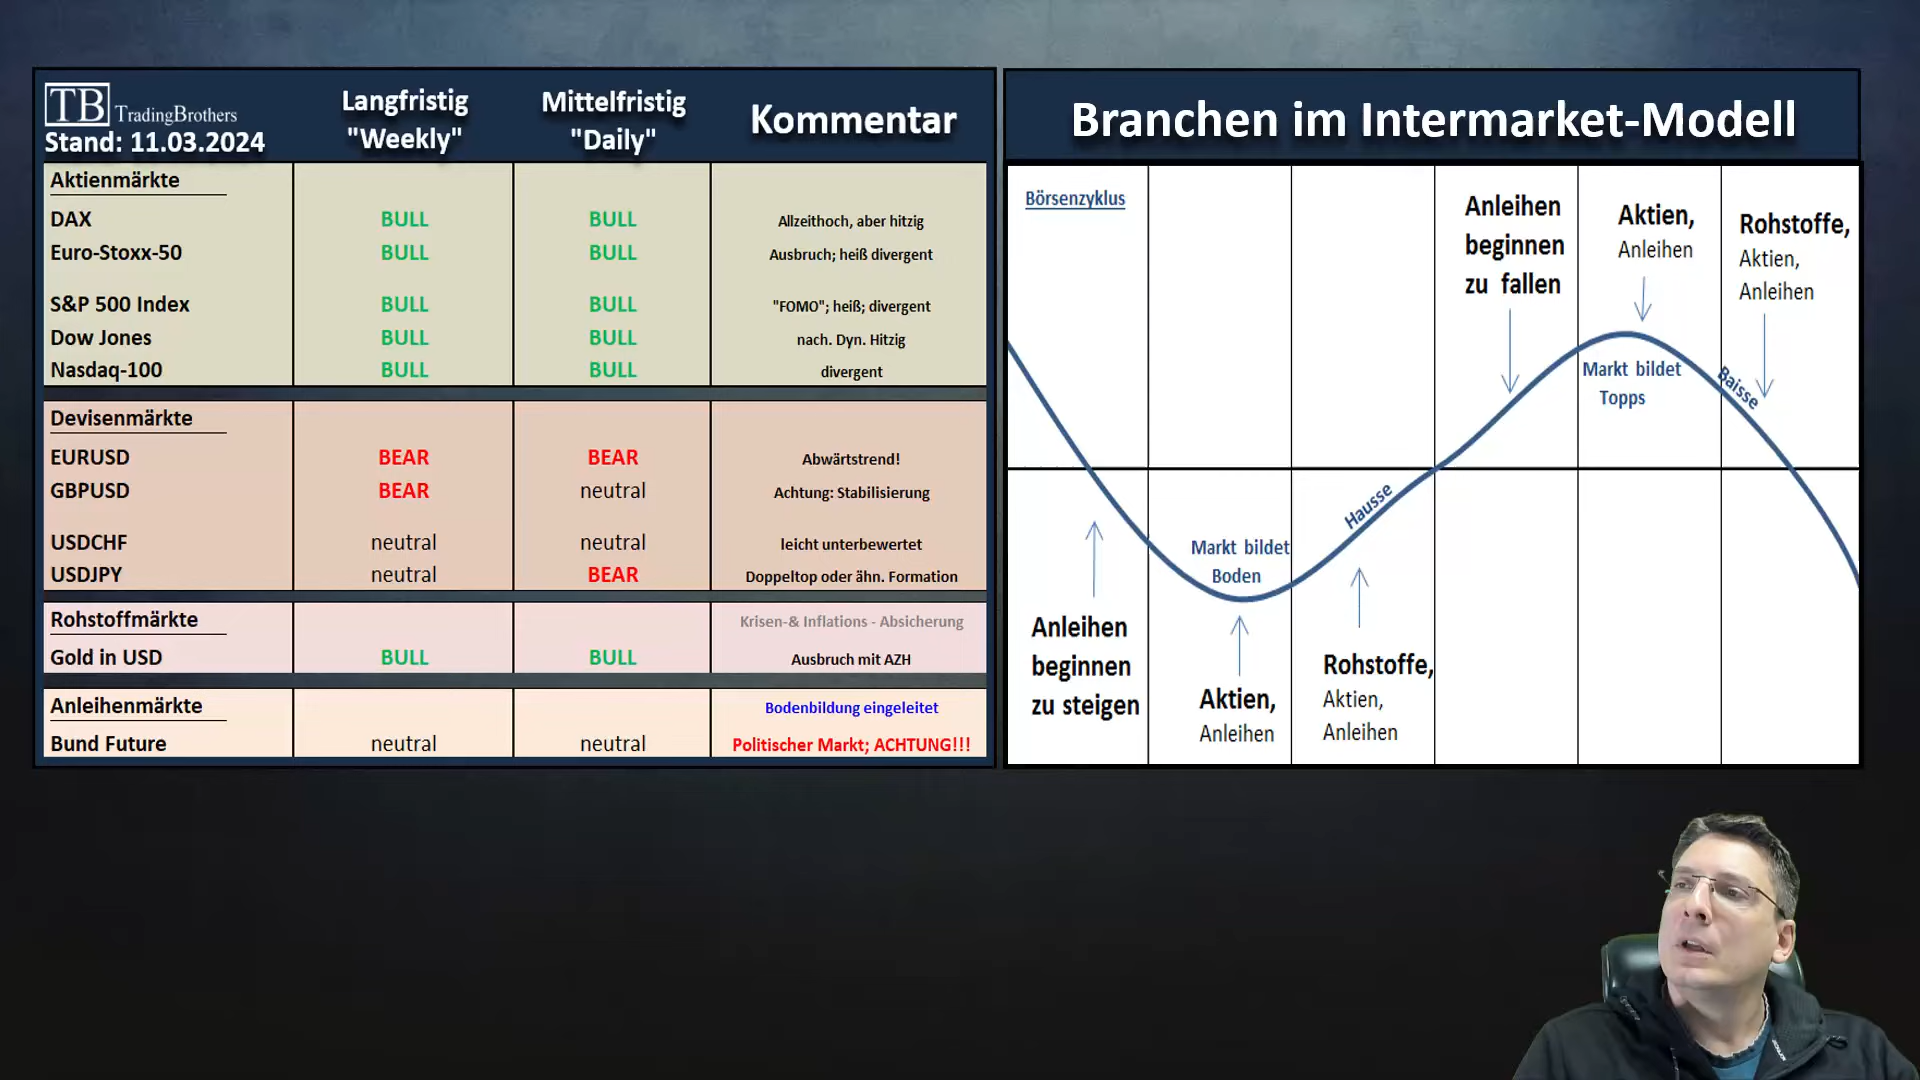 TB TradingBrothers
Stand: 11.03.2024
Langfristig
"Weekly"
Mittelfristig
"Daily"
Kommentar
Aktienmärkte
DAX BULL BULL Allzeithoch, aber hitzig
Euro-Stoxx-50 BULL BULL Ausbruch; heiß divergent
S&P 500 Index BULL BULL "FOMO"; heiß; divergent
Dow Jones BULL BULL nach. Dyn. Hitzig
Nasdaq-100 BULL BULL divergent
Devisenmärkte
EURUSD BEAR BEAR Abwärtstrend!
GBPUSD BEAR neutral Achtung: Stabilisierung
USDCHF neutral neutral leicht unterbewertet
USDJPY neutral BEAR Doppeltop oder ähn. Formation
Rohstoffmärkte Krisen-& Inflations - Absicherung
Gold in USD BULL BULL Ausbruch mit AZH
Anleihenmärkte Bodenbildung eingeleitet
Bund Future neutral neutral Politischer Markt; ACHTUNG!!!
Branchen im Intermarket-Modell
Börsenzyklus
Anleihen
beginnen
zu fallen
Aktien,
Anleihen
Rohstoffe,
Aktien,
Anleihen
Markt bildet
Topps
Baisse
Hausse
Markt bildet
Boden
Anleihen
beginnen
zu steigen
Aktien,
Anleihen
Rohstoffe,
Aktien,
Anleihen